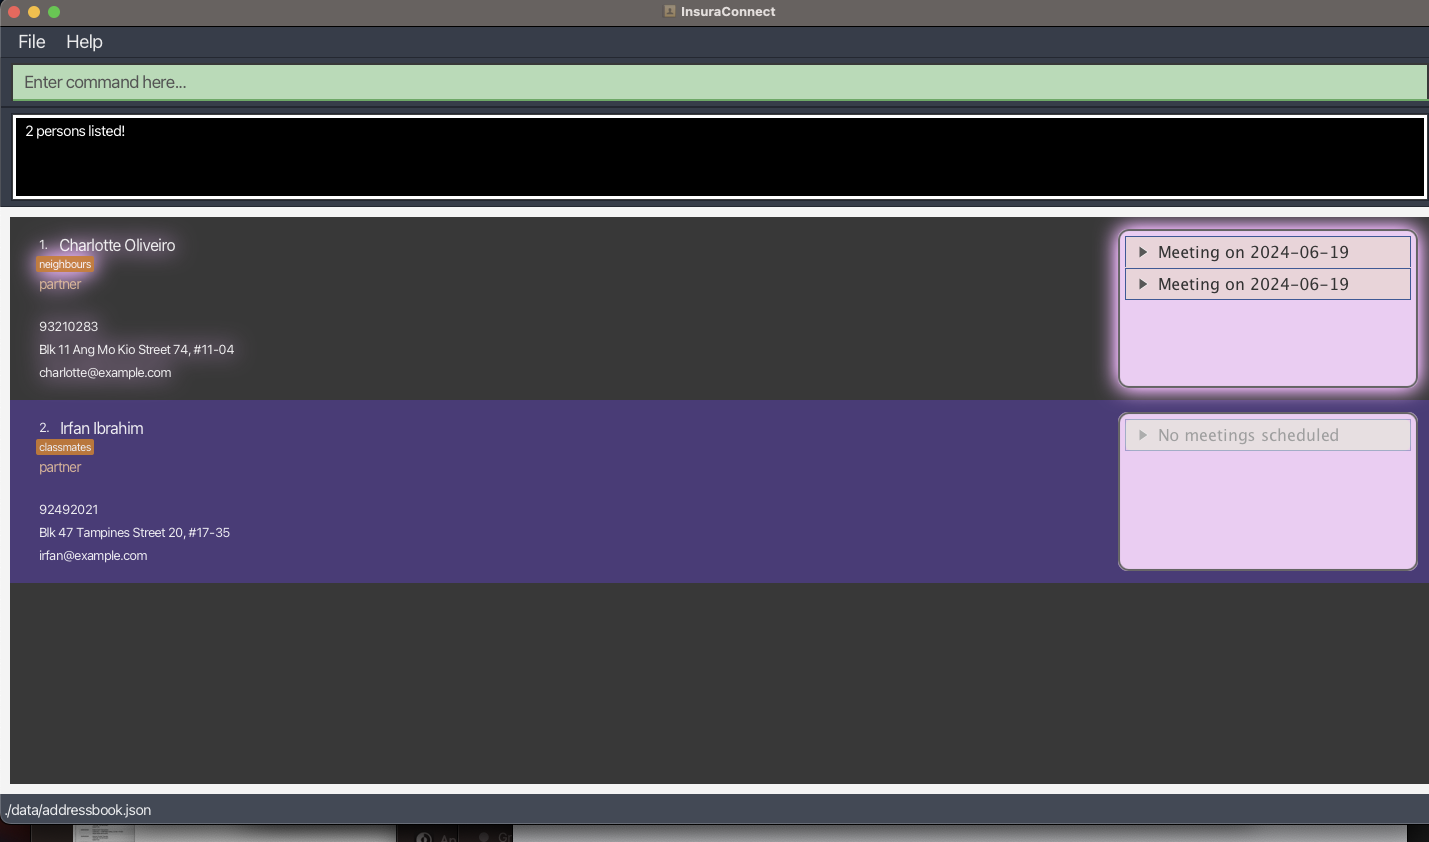 InsuraConnect
File Help
Enter command here...
2 persons listed!
1. Charlotte Oliveiro
neighbours
partner
93210283
Blk 11 Ang Mo Kio Street 74, #11-04
charlotte@example.com
Meeting on 2024-06-19
Meeting on 2024-06-19
2. Irfan Ibrahim
classmates
partner
92492021
Blk 47 Tampines Street 20, #17-35
irfan@example.com
No meetings scheduled
./data/addressbook.json